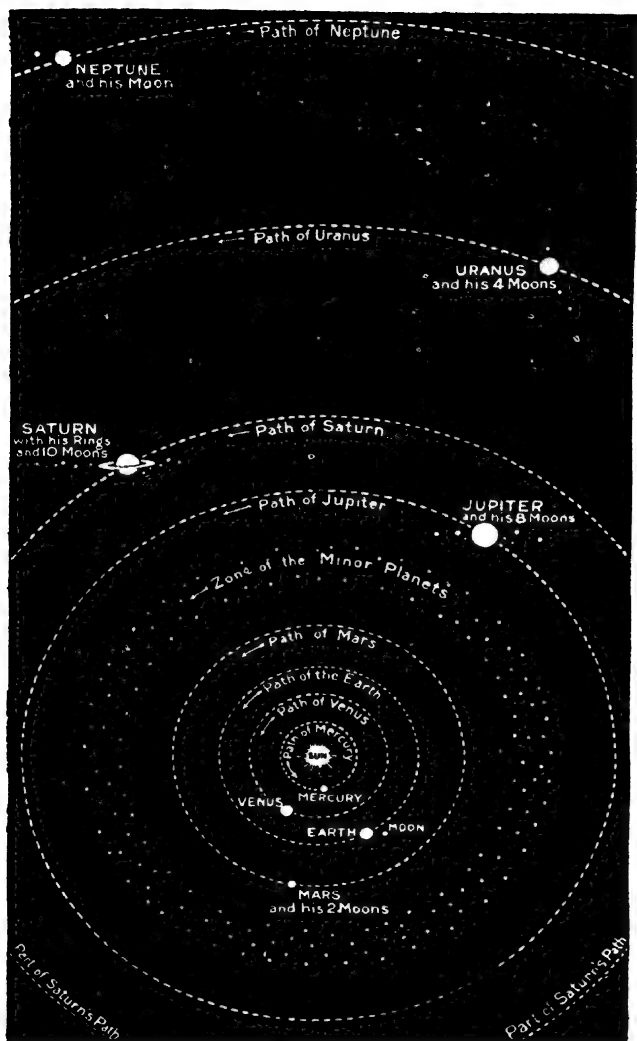 Path of Neptune
NEPTUNE
and his Moon
Path of Uranus
URANUS
and his 4 Moons
SATURN
with his Rings
and 10 Moons
Path of Saturn
Path of Jupiter
JUPITER
and his 8 Moons
Zone of the Minor Planets
Path of Mars
Path of the Earth
Path of Venus
Path of Mercury
SUN
MERCURY
VENUS
EARTH
MOON
MARS
and his 2 Moons
Part of Saturn's Path
Part of Saturn's Path